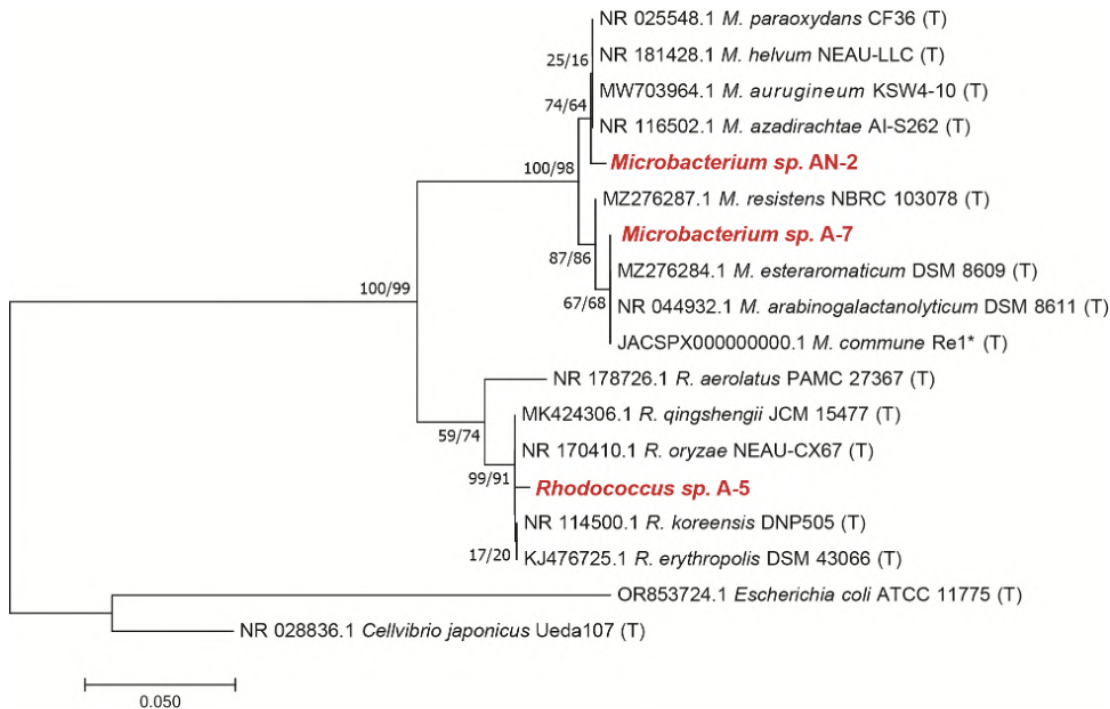 NR 025548.1 M. paraoxydans CF36 (T)
NR 181428.1 M. helvum NEAU-LLC (T)
25/16
MW703964.1 M. aurugineum KSW4-10 (T)
74/64
NR 116502.1 M. azadirachtae AI-S262 (T)
Microbacterium sp. AN-2
100/98
MZ276287.1 M. resistens NBRC 103078 (T)
Microbacterium sp. A-7
87/86
MZ276284.1 M. esteraromaticum DSM 8609 (T)
100/99
67/68
NR 044932.1 M. arabinogalactanolyticum DSM 8611 (T)
JACSPX000000000.1 M. commune Re1* (T)
NR 178726.1 R. aerolatus PAMC 27367 (T)
MK424306.1 R. qingshengii JCM 15477 (T)
59/74
NR 170410.1 R. oryzae NEAU-CX67 (T)
99/91
Rhodococcus sp. A-5
NR 114500.1 R. koreensis DNP505 (T)
17/20
KJ476725.1 R. erythropolis DSM 43066 (T)
OR853724.1 Escherichia coli ATCC 11775 (T)
NR 028836.1 Cellvibrio japonicus Ueda107 (T)
0.050